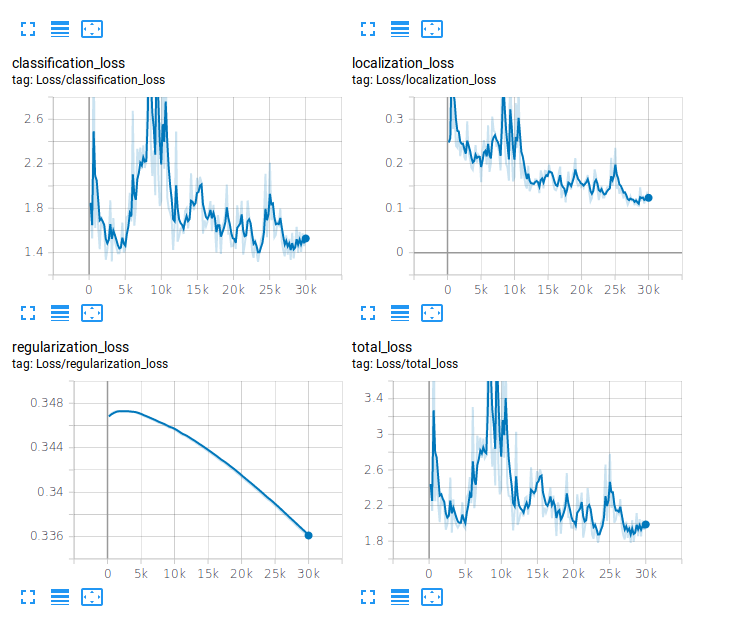 classification_loss
tag: Loss/classification_loss
2.6
2.2
1.8
1.4
0 5k 10k 15k 20k 25k 30k
localization_loss
tag: Loss/localization_loss
0.3
0.2
0.1
0
0 5k 10k 15k 20k 25k 30k
regularization_loss
tag: Loss/regularization_loss
0.348
0.344
0.34
0.336
0 5k 10k 15k 20k 25k 30k
total_loss
tag: Loss/total_loss
3.4
3
2.6
2.2
1.8
0 5k 10k 15k 20k 25k 30k